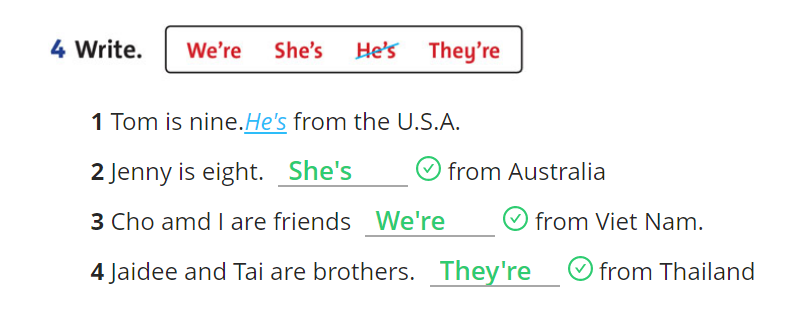 4 Write. We're She's He's They're
1 Tom is nine.He's from the U.S.A.
2 Jenny is eight. She's from Australia
3 Cho amd I are friends We're from Viet Nam.
4 Jaidee and Tai are brothers. They're from Thailand